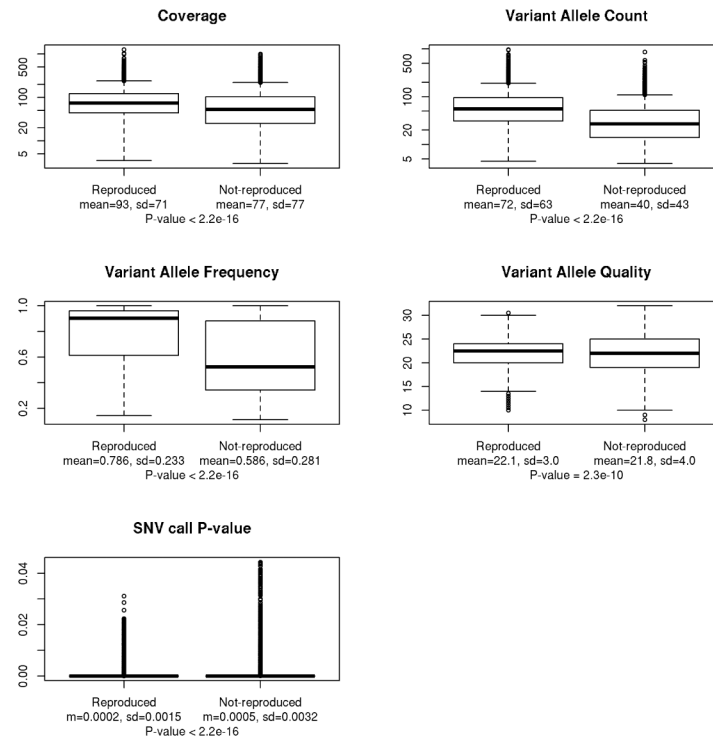 Coverage
500
100
20
5
Reproduced
Not-reproduced
mean=93, sd=71
mean=77, sd=77
P-value < 2.2e-16
Variant Allele Count
500
100
20
5
Reproduced
Not-reproduced
mean=72, sd=63
mean=40, sd=43
P-value < 2.2e-16
Variant Allele Frequency
1.0
0.6
0.2
Reproduced
Not-reproduced
mean=0.786, sd=0.233
mean=0.586, sd=0.281
P-value < 2.2e-16
Variant Allele Quality
30
25
20
15
10
Reproduced
Not-reproduced
mean=22.1, sd=3.0
mean=21.8, sd=4.0
P-value = 2.3e-10
SNV call P-value
0.04
0.02
0.00
Reproduced
Not-reproduced
m=0.0002, sd=0.0015
m=0.0005, sd=0.0032
P-value < 2.2e-16